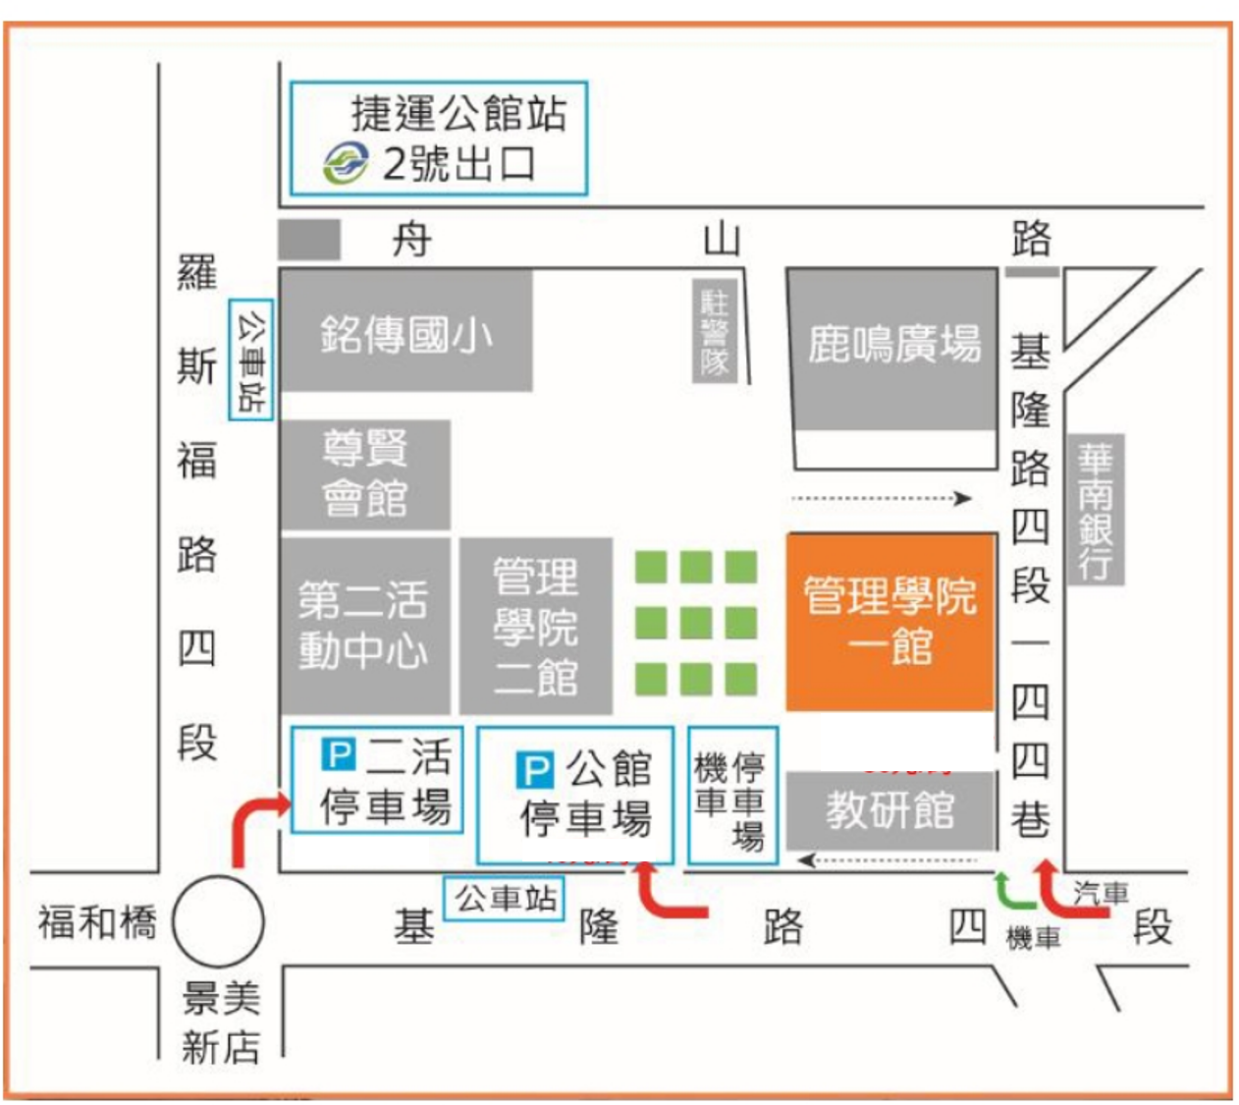 捷運公館站
2號出口
舟山路
羅斯福路四段
公車站
銘傳國小
駐警隊
鹿鳴廣場
基隆路四段一四四巷
華南銀行
尊賢
會館
第二活
動中心
管理
學院
二館
管理學院
一館
P 二活
停車場
P 公館
停車場
機車
停車場
教研館
公車站
基隆路四段
機車
汽車
福和橋
景美
新店